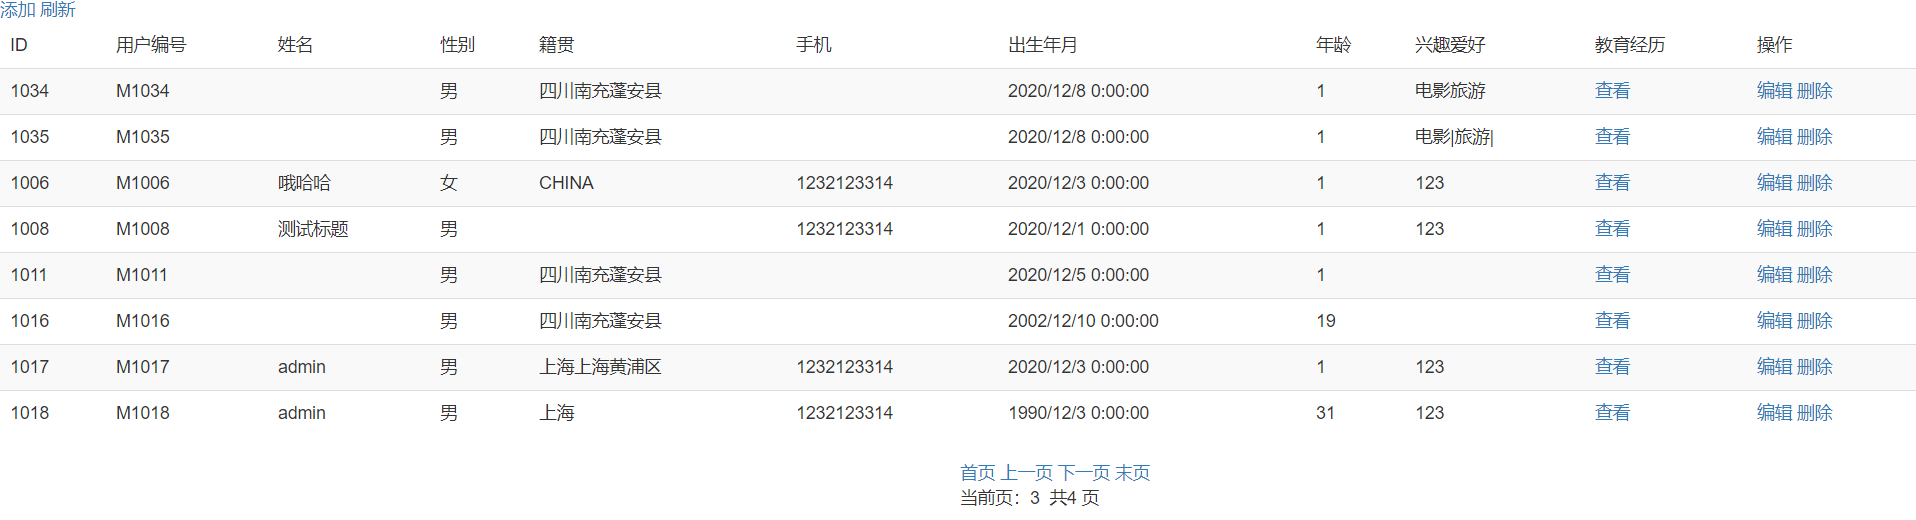 添加 刷新
ID 用户编号 姓名 性别 籍贯 手机 出生年月 年龄 兴趣爱好 教育经历 操作
1034 M1034 男 四川南充蓬安县 2020/12/8 0:00:00 1 电影旅游 查看 编辑 删除
1035 M1035 男 四川南充蓬安县 2020/12/8 0:00:00 1 电影|旅游| 查看 编辑 删除
1006 M1006 哦哈哈 女 CHINA 1232123314 2020/12/3 0:00:00 1 123 查看 编辑 删除
1008 M1008 测试标题 男 1232123314 2020/12/1 0:00:00 1 123 查看 编辑 删除
1011 M1011 男 四川南充蓬安县 2020/12/5 0:00:00 1 查看 编辑 删除
1016 M1016 男 四川南充蓬安县 2002/12/10 0:00:00 19 查看 编辑 删除
1017 M1017 admin 男 上海上海黄浦区 1232123314 2020/12/3 0:00:00 1 123 查看 编辑 删除
1018 M1018 admin 男 上海 1232123314 1990/12/3 0:00:00 31 123 查看 编辑 删除
首页 上一页 下一页 末页
当前页：3 共4 页